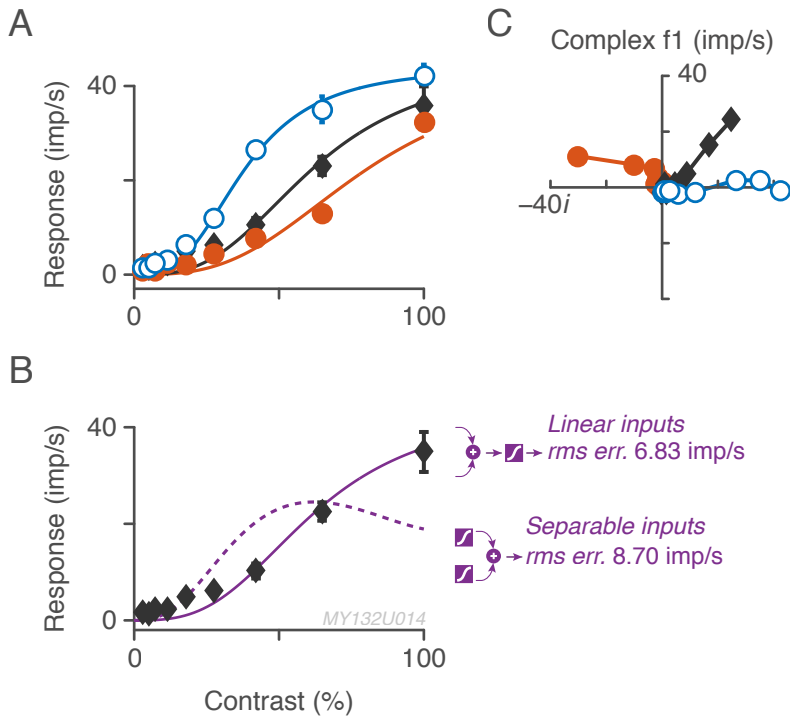 A
Response (imp/s)
40
0
0
100
C
Complex f1 (imp/s)
40
–40i
B
Response (imp/s)
40
0
0
100
Contrast (%)
MY132U014
Linear inputs
rms err. 6.83 imp/s
Separable inputs
rms err. 8.70 imp/s